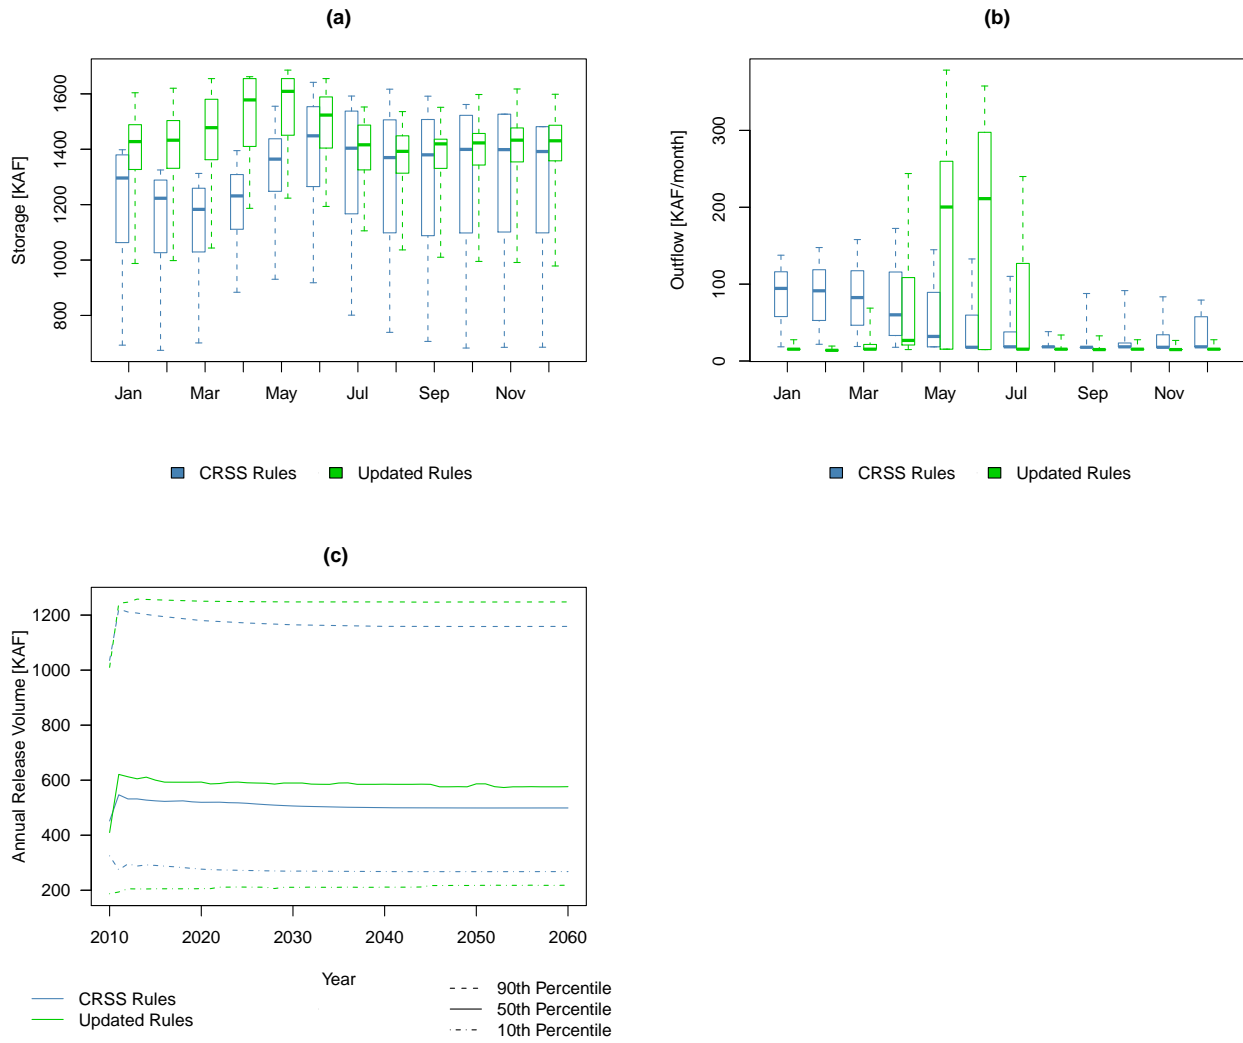 (a)
Storage [KAF]
1600
1400
1200
1000
800
Jan Mar May Jul Sep Nov
CRSS Rules Updated Rules
(b)
Outflow [KAF/month]
300
200
100
0
Jan Mar May Jul Sep Nov
CRSS Rules Updated Rules
(c)
Annual Release Volume [KAF]
1200
1000
800
600
400
200
2010 2020 2030 2040 2050 2060
Year
CRSS Rules
Updated Rules
90th Percentile
50th Percentile
10th Percentile